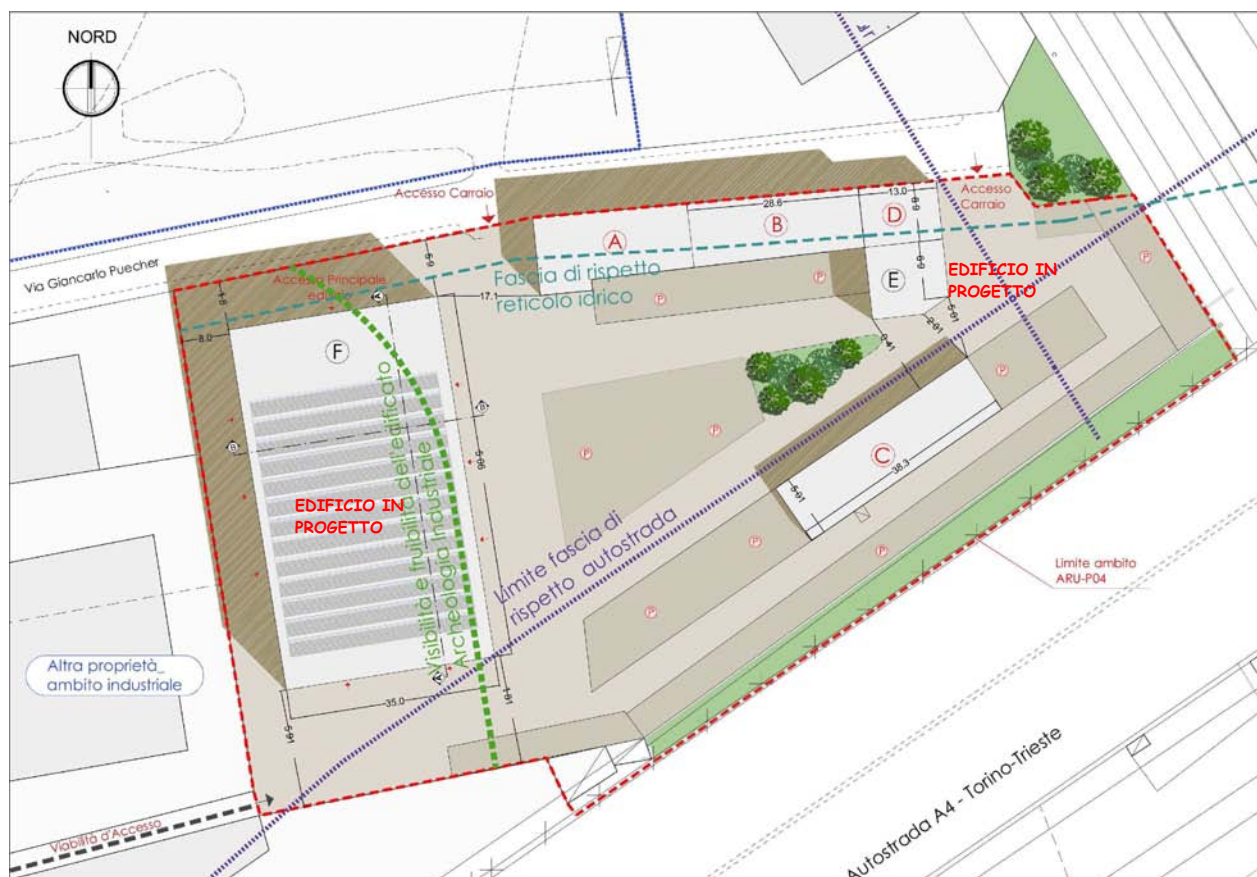 NORD
Via Giancarlo Puecher
Accesso Carraio
Accesso
Carraio
Accesso Principale
A
B
28.6
D
13.0
E
EDIFICIO IN
PROGETTO
Fascia di rispetto
reticolo idrico
17.1
8.0
F
P
P
P
P
P
P
P
P
P
P
C
38.3
B
B
A
A
EDIFICIO IN
PROGETTO
Visibilità e fruibilità dell'edificato
Archeologia Industriale
Limite fascia di
rispetto autostrada
35.0
Limite ambito
ARU-P04
Altra proprietà_
ambito industriale
Viabilità d'Accesso
Autostrada A4 - Torino-Trieste